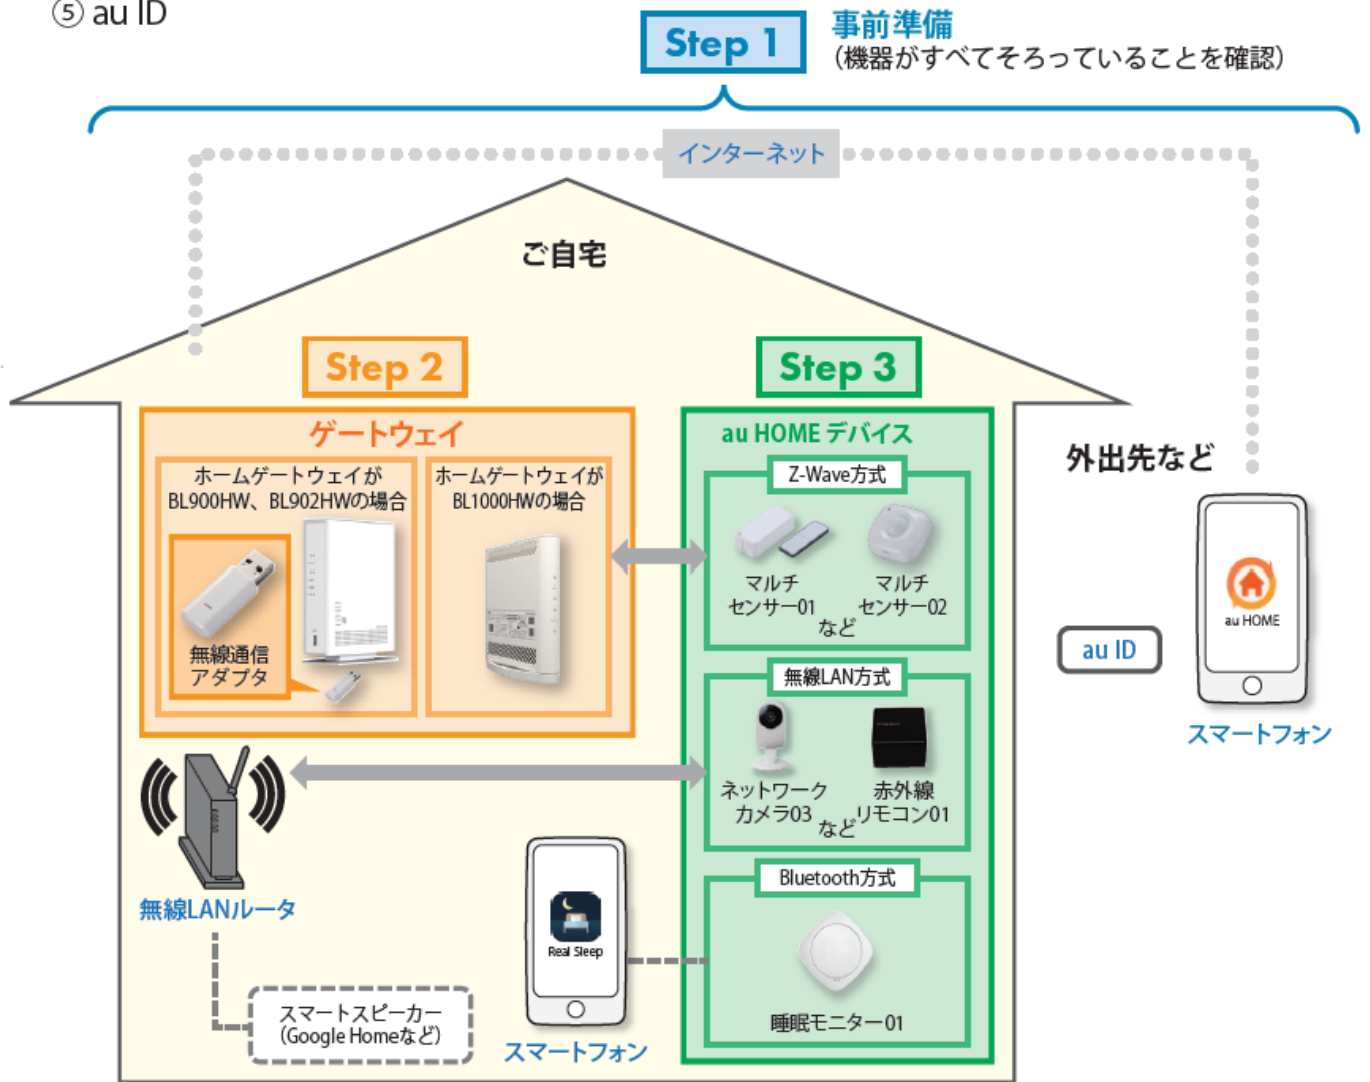 ⑤ au ID
Step 1
事前準備
（機器がすべてそろっていることを確認）
インターネット
ご自宅
Step 2
ゲートウェイ
ホームゲートウェイが
BL900HW、BL902HWの場合
無線通信
アダプタ
ホームゲートウェイが
BL1000HWの場合
Step 3
au HOME デバイス
Z-Wave方式
マルチ
センサー01
マルチ
センサー02
など
無線LAN方式
ネットワーク
カメラ03
赤外線
リモコン01
など
Bluetooth方式
睡眠モニター01
無線LANルータ
スマートスピーカー
（Google Homeなど）
Real Sleep
スマートフォン
外出先など
au ID
au HOME
スマートフォン